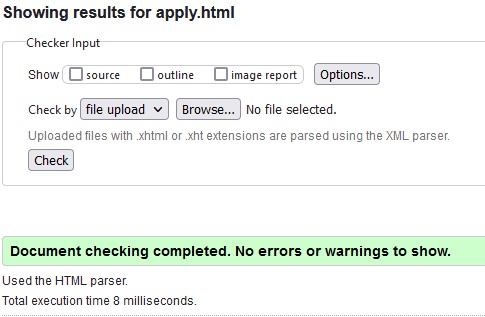 Showing results for apply.html
Checker Input
Show source outline image report Options...
Check by file upload Browse... No file selected.
Uploaded files with .xhtml or .xht extensions are parsed using the XML parser.
Check
Document checking completed. No errors or warnings to show.
Used the HTML parser.
Total execution time 8 milliseconds.